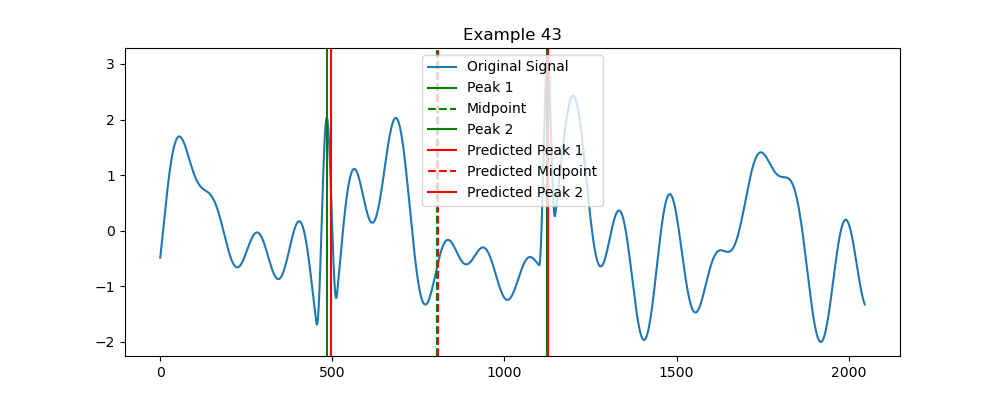 Example 43
Original Signal
Peak 1
Midpoint
Peak 2
Predicted Peak 1
Predicted Midpoint
Predicted Peak 2
3
2
1
0
−1
−2
0 500 1000 1500 2000